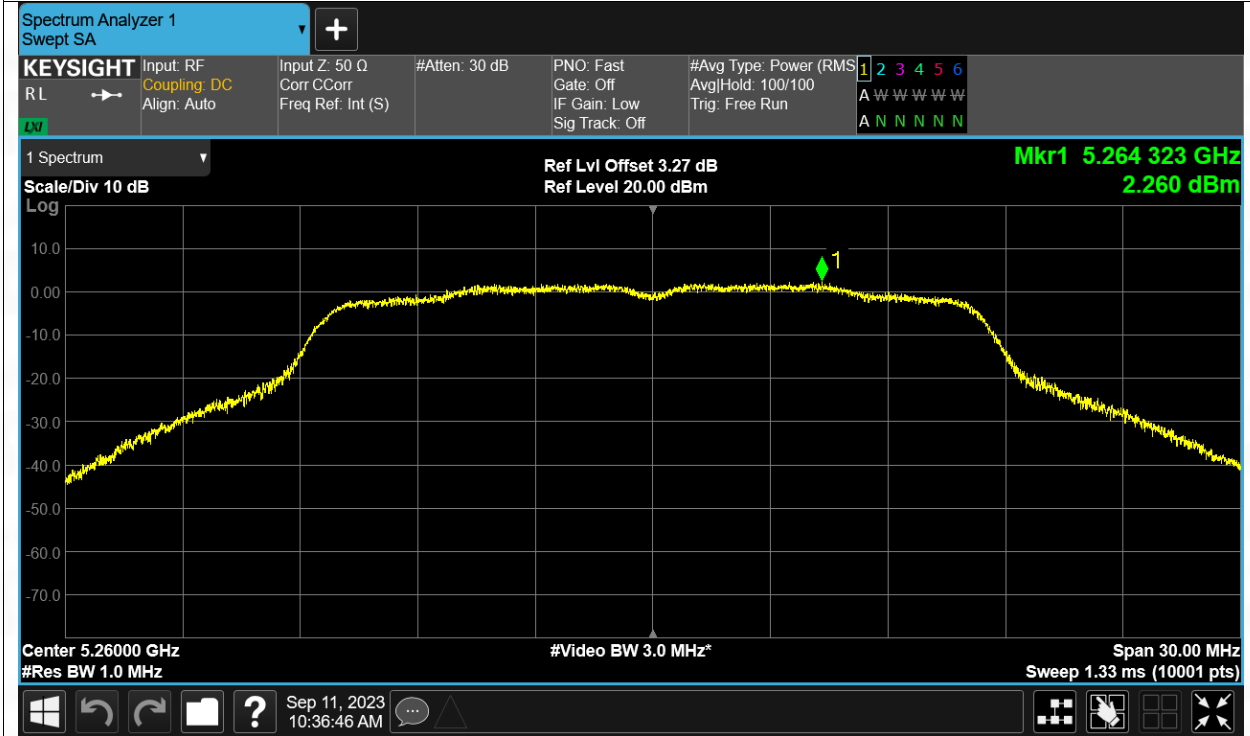 Spectrum Analyzer 1
Swept SA
KEYSIGHT
R L
LXI
Input: RF
Coupling: DC
Align: Auto
Input Z: 50 Ω
Corr CCorr
Freq Ref: Int (S)
#Atten: 30 dB
PNO: Fast
Gate: Off
IF Gain: Low
Sig Track: Off
#Avg Type: Power (RMS
Avg|Hold: 100/100
Trig: Free Run
1 2 3 4 5 6
A W W W W W
A N N N N N
1 Spectrum
Scale/Div 10 dB
Log
Ref Lvl Offset 3.27 dB
Ref Level 20.00 dBm
Mkr1 5.264 323 GHz
2.260 dBm
10.0
0.00
-10.0
-20.0
-30.0
-40.0
-50.0
-60.0
-70.0
1
Center 5.26000 GHz
#Res BW 1.0 MHz
#Video BW 3.0 MHz*
Span 30.00 MHz
Sweep 1.33 ms (10001 pts)
?
Sep 11, 2023
10:36:46 AM